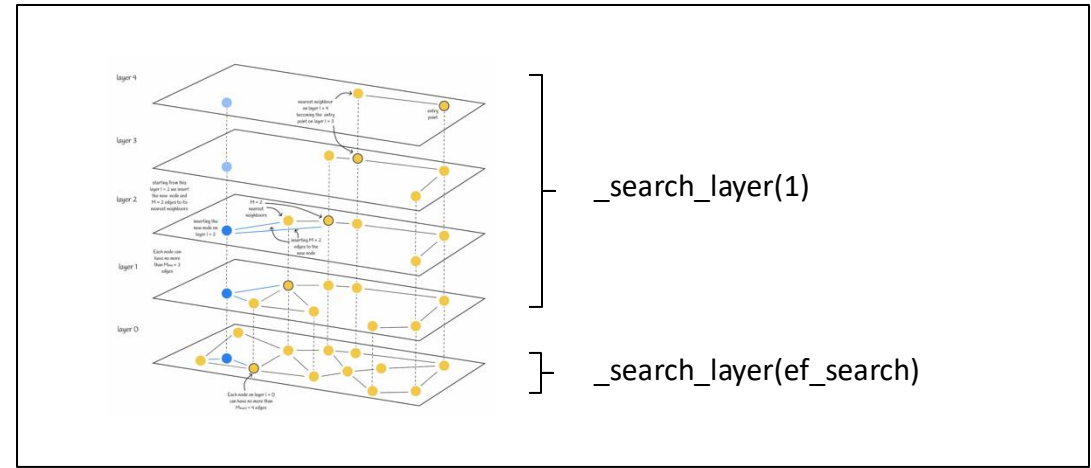 layer 4
nearest neighbour
on layer l = 4
becoming the entry
point on layer l = 3
entry
point
layer 3
starting from this
layer l = 2 we insert
the new node and
M = 2 edges to its
nearest neighbours
_search_layer(1)
layer 2
M = 2
nearest
neighbours
inserting the
new node on
layer l = 2
inserting M = 2
edges to the
new node
Each node can
have no more
than Mmax = 3
edges
layer 1
layer 0
_search_layer(ef_search)
Each node on layer l = 0
can have no more than
Mmax0 = 4 edges